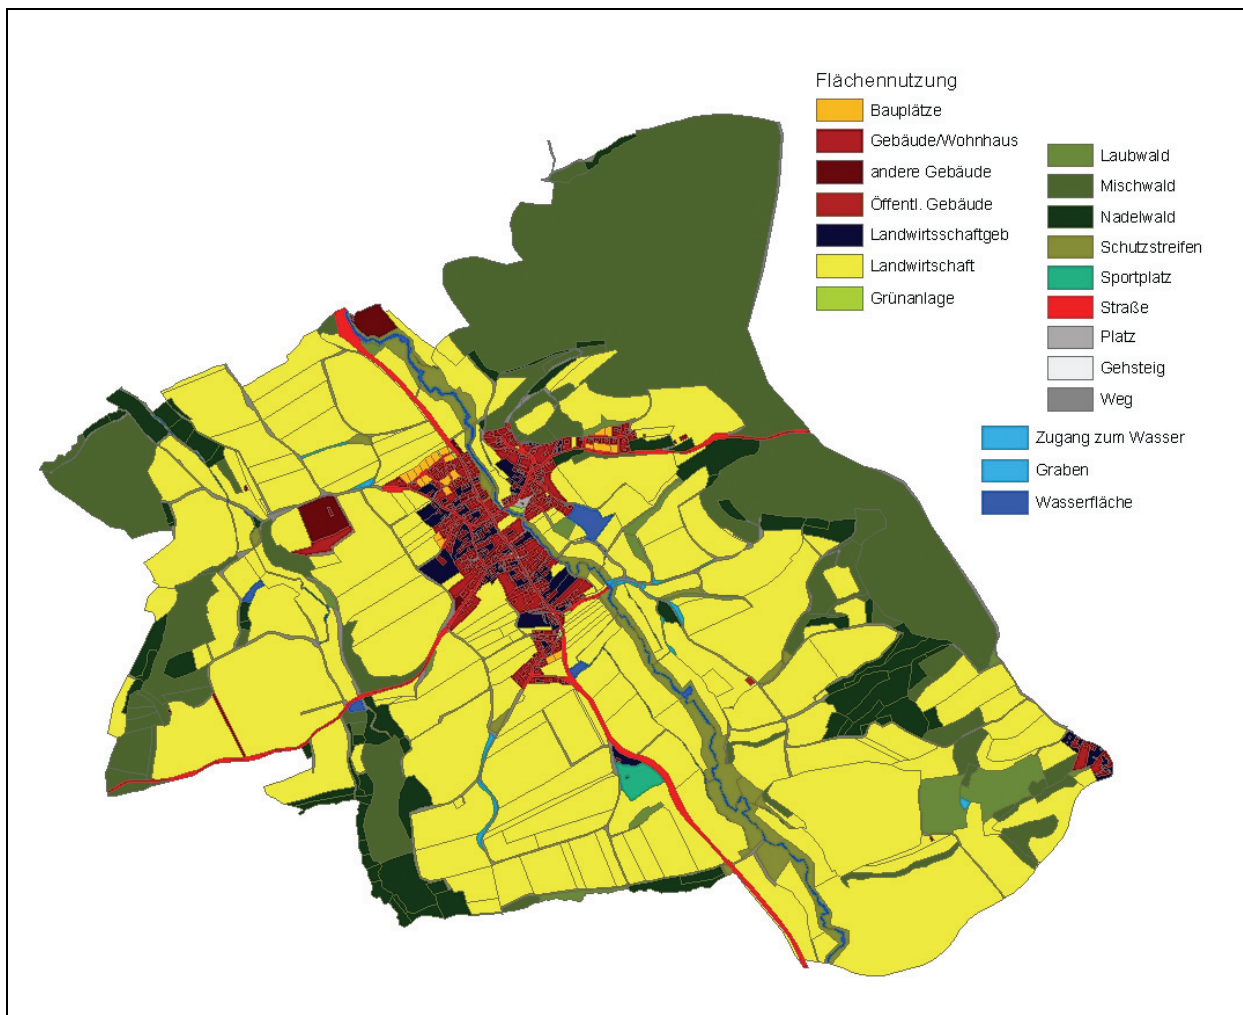 Flächennutzung
Bauplätze
Gebäude/Wohnhaus
andere Gebäude
Öffentl. Gebäude
Landwirtsschaftgeb
Landwirtschaft
Grünanlage
Laubwald
Mischwald
Nadelwald
Schutzstreifen
Sportplatz
Straße
Platz
Gehsteig
Weg
Zugang zum Wasser
Graben
Wasserfläche